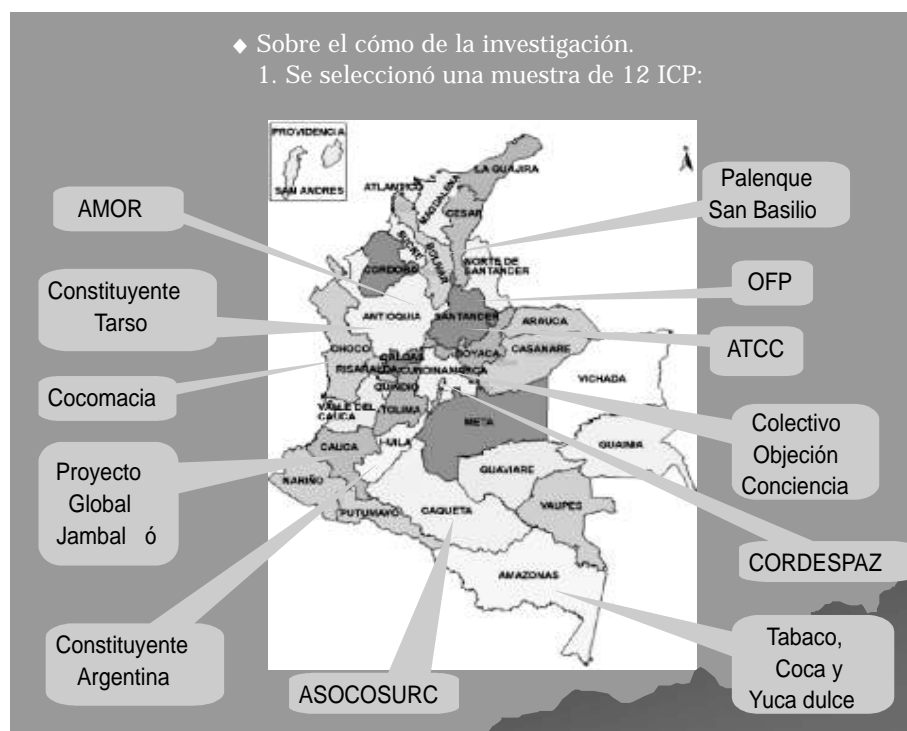 ◆ Sobre el cómo de la investigación.
1. Se seleccionó una muestra de 12 ICP:
PROVIDENCIA
SAN ANDRES
LA GUAJIRA
ATLANTICO
MAGDALENA
CESAR
SUCRE
BOLIVAR
CORDOBA
NORTE DE
SANTANDER
ANTIOQUIA
SANTANDER
ARAUCA
CHOCO
CALDAS
BOYACA
CASANARE
RISARALDA
CUNDINAMARCA
VICHADA
QUINDIO
VALLE DEL
CAUCA
TOLIMA
META
CAUCA
HUILA
GUAINIA
NARIÑO
GUAVIARE
PUTUMAYO
CAQUETA
VAUPES
AMAZONAS
AMOR
Constituyente
Tarso
Cocomacia
Proyecto
Global
Jambal ó
Constituyente
Argentina
ASOCOSURC
Palenque
San Basilio
OFP
ATCC
Colectivo
Objeción
Conciencia
CORDESPAZ
Tabaco,
Coca y
Yuca dulce